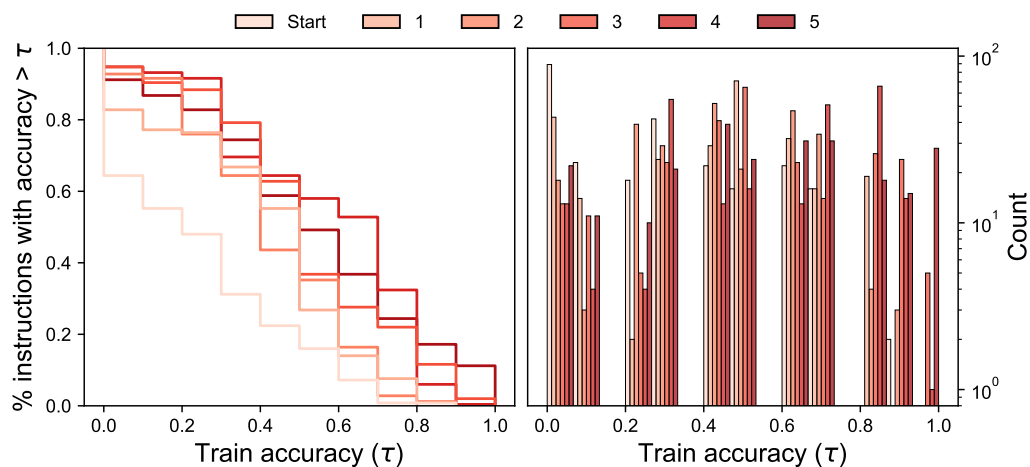 Start 1 2 3 4 5
% instructions with accuracy > τ
1.0
0.8
0.6
0.4
0.2
0.0
0.0 0.2 0.4 0.6 0.8 1.0
Train accuracy (τ)
0.0 0.2 0.4 0.6 0.8 1.0
Train accuracy (τ)
10²
10¹
10⁰
Count